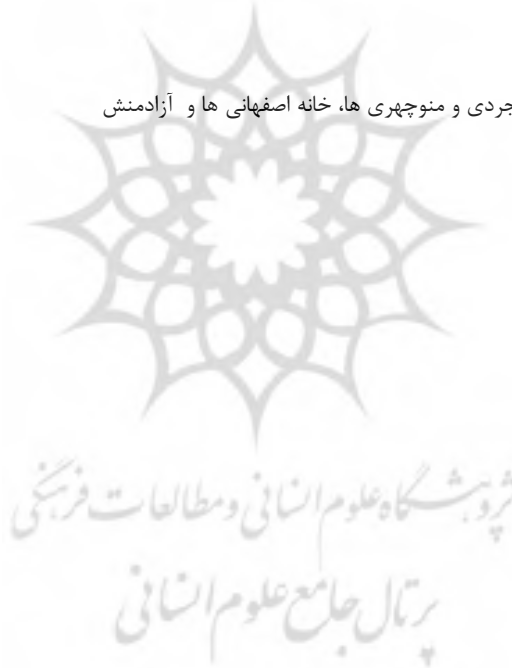 جردی و منوچهری ها، خانه اصفهانی ها و آزادمنش
پژوهشگاه علوم انسانی و مطالعات فرهنگی
پرتال جامع علوم انسانی